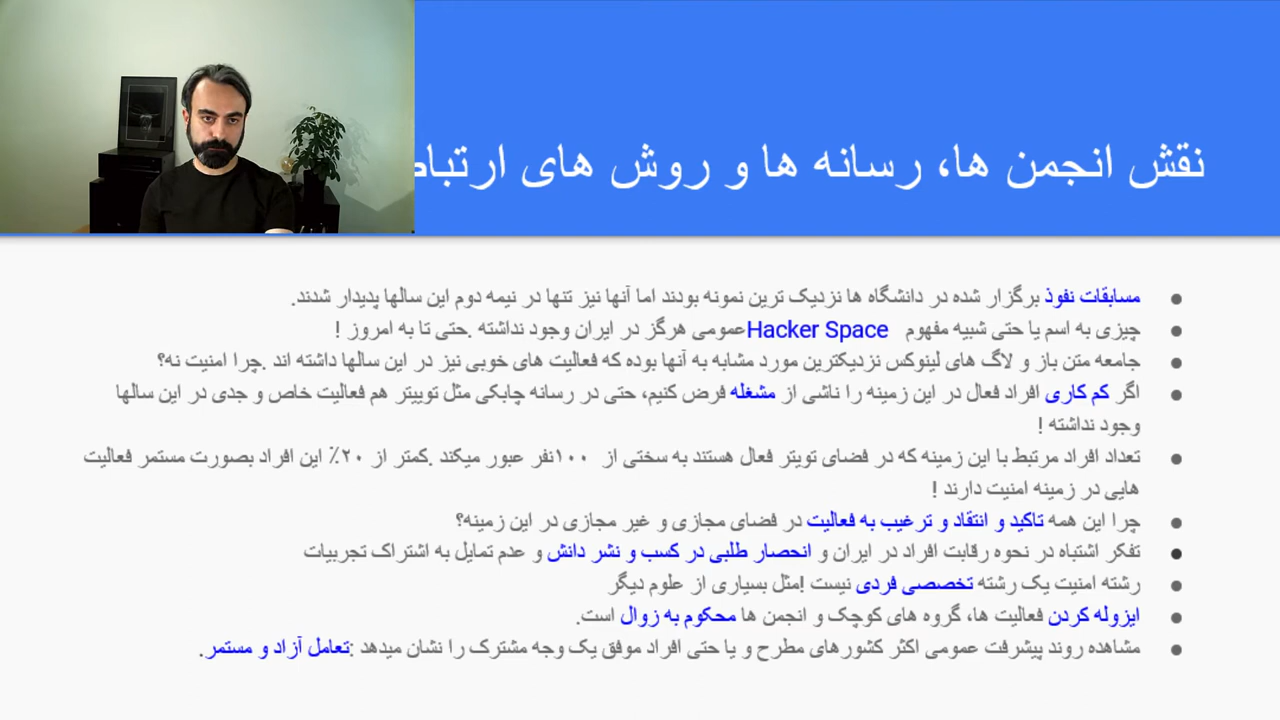 نقش انجمن ها، رسانه ها و روش های
مسابقات نفوذ برگزار شده در دانشگاه ها نزدیک ترین نمونه بودند اما آنها نیز تنها در نیمه دوم این سالها پدیدار شدند.
چیزی به اسم یا حتی شبیه مفهوم Hacker Space عمومی هرگز در ایران وجود نداشته .حتی تا به امروز !
جامعه متن باز و لاگ های لینوکس نزدیکترین مورد مشابه به آنها بوده که فعالیت های خوبی نیز در این سالها داشته اند .چرا امنیت نه؟
اگر کم کاری افراد فعال در این زمینه را ناشی از مشغله فرض کنیم، حتی در رسانه چابکی مثل توییتر هم فعالیت خاص و جدی در این سالها
وجود نداشته !
تعداد افراد مرتبط با این زمینه که در فضای تویتر فعال هستند به سختی از ۱۰۰نفر عبور میکند .کمتر از ۲۰٪ این افراد بصورت مستمر فعالیت
هایی در زمینه امنیت دارند !
چرا این همه تاکید و انتقاد و ترغیب به فعالیت در فضای مجازی و غیر مجازی در این زمینه؟
تفکر اشتباه در نحوه رقابت افراد در ایران و انحصار طلبی در کسب و نشر دانش و عدم تمایل به اشتراک تجربیات
رشته امنیت یک رشته تخصصی فردی نیست !مثل بسیاری از علوم دیگر
ایزوله کردن فعالیت ها، گروه های کوچک و انجمن ها محکوم به زوال است.
مشاهده روند پیشرفت عمومی اکثر کشورهای مطرح و یا حتی افراد موفق یک وجه مشترک را نشان میدهد :تعامل آزاد و مستمر.